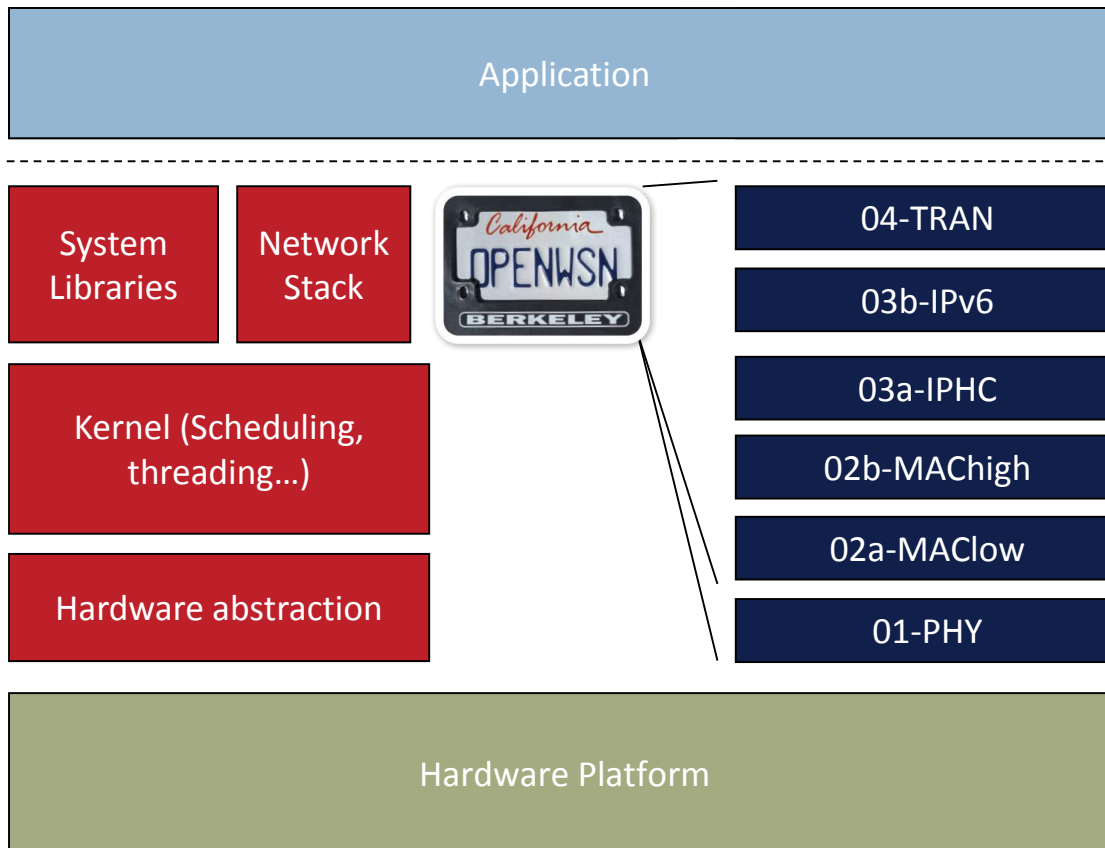 Application
System
Libraries
Network
Stack
California
OPENWSN
BERKELEY
04-TRAN
03b-IPv6
03a-IPHC
02b-MAChigh
02a-MAClow
01-PHY
Kernel (Scheduling,
threading…)
Hardware abstraction
Hardware Platform